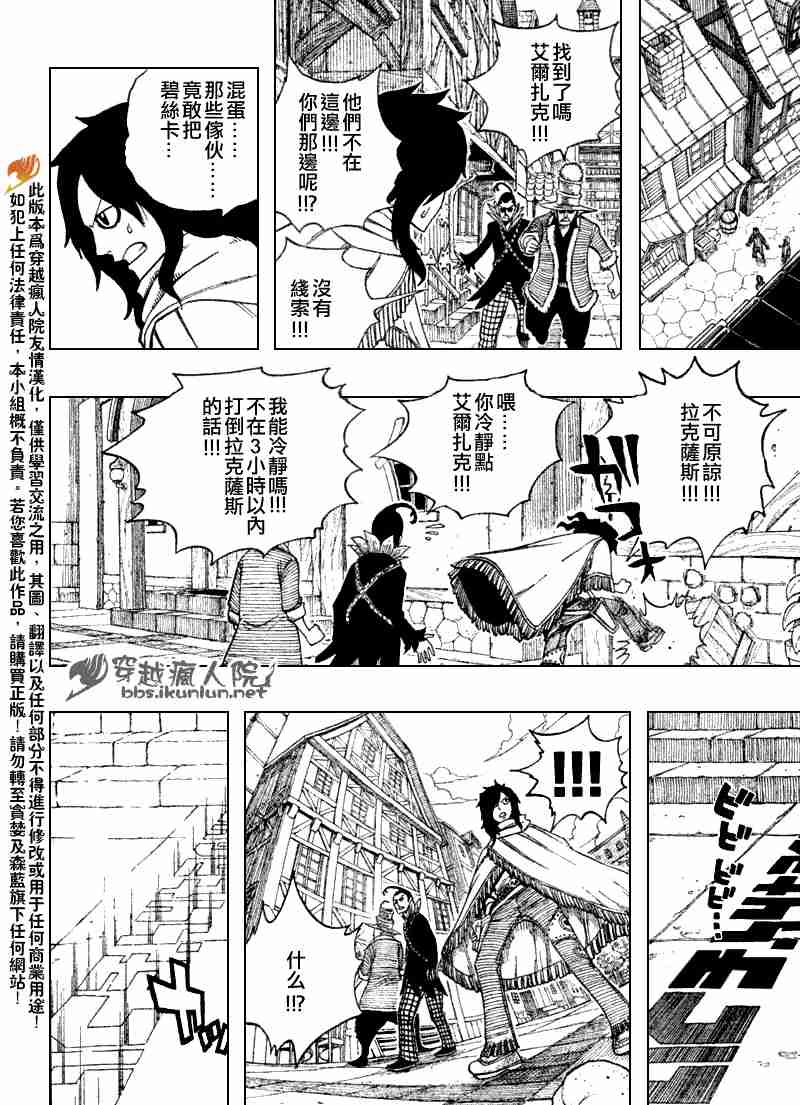 找到了嗎
艾爾扎克!!!
他們不在
這邊!!!
你們那邊呢!!?
沒有
綫索!!!
混蛋……
那些傢伙…
竟敢把
碧絲卡…
不可原諒!!!
拉克薩斯!!!
喂……
你冷靜點
艾爾扎克!!!
我能冷靜嗎!!!
不在3小時以內
打倒拉克薩斯
的話!!!
ガッ
ビビビ…
!!!
什么!!?
穿越瘋人院
bbs.ikunlun.net
此版本爲穿越瘋人院友情漢化，僅供學習交流之用，其圖、翻譯以及任何部分不得進行修改或用于任何商業用途！
如犯上任何法律責任，本小組概不負責。若您喜歡此作品，請購買正版！請勿轉至貪婪及森藍旗下任何網站！